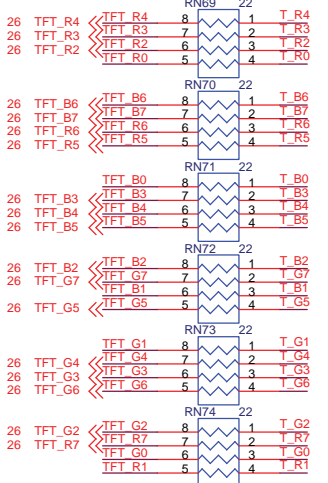 RN69 22
26 TFT_R4 TFT_R4 8 1 T_R4
26 TFT_R3 TFT_R3 7 2 T_R3
26 TFT_R2 TFT_R2 6 3 T_R2
TFT_R0 5 4 T_R0
RN70 22
26 TFT_B6 TFT_B6 8 1 T_B6
26 TFT_B7 TFT_B7 7 2 T_B7
26 TFT_R6 TFT_R6 6 3 T_R6
26 TFT_R5 TFT_R5 5 4 T_R5
RN71 22
TFT_B0 8 1 T_B0
26 TFT_B3 TFT_B3 7 2 T_B3
26 TFT_B4 TFT_B4 6 3 T_B4
26 TFT_B5 TFT_B5 5 4 T_B5
RN72 22
26 TFT_B2 TFT_B2 8 1 T_B2
26 TFT_G7 TFT_G7 7 2 T_G7
TFT_B1 6 3 T_B1
26 TFT_G5 TFT_G5 5 4 T_G5
RN73 22
TFT_G1 8 1 T_G1
26 TFT_G4 TFT_G4 7 2 T_G4
26 TFT_G3 TFT_G3 6 3 T_G3
26 TFT_G6 TFT_G6 5 4 T_G6
RN74 22
26 TFT_G2 TFT_G2 8 1 T_G2
26 TFT_R7 TFT_R7 7 2 T_R7
TFT_G0 6 3 T_G0
TFT_R1 5 4 T_R1